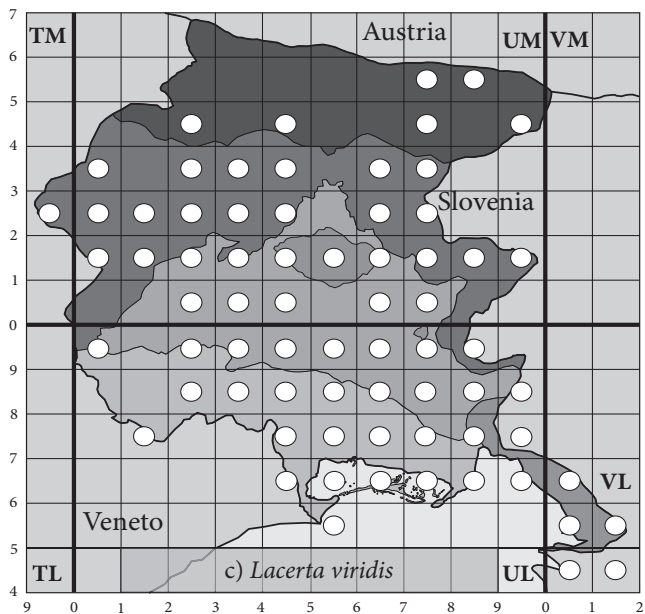 7
TM
Austria
UM
VM
6
5
4
3
Slovenia
2
1
0
9
8
7
VL
6
Veneto
5
TL
c) Lacerta viridis
UL
4
9 0 1 2 3 4 5 6 7 8 9 0 1 2